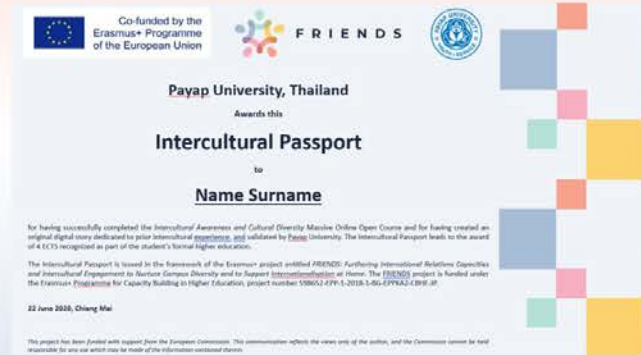 Co-funded by the
Erasmus+ Programme
of the European Union
FRIENDS
PAYAP UNIVERSITY
Payap University, Thailand
Awards this
Intercultural Passport
to
Name Surname
for having successfully completed the Intercultural Awareness and Cultural Diversity Massive Online Open Course and for having created an
original digital story dedicated to prior intercultural experience, and validated by Payap University. The Intercultural Passport leads to the award
of 4 ECTS recognized as part of the student's formal higher education.
The Intercultural Passport is issued in the framework of the Erasmus+ project entitled FRIENDS: Furthering International Relations Capacities
and Intercultural Engagement to Nurture Campus Diversity and to Support Internationalisation at Home. The FRIENDS project is funded under
the Erasmus+ Programme for Capacity Building in Higher Education, project number 598652-EPP-1-2018-1-BG-EPPKA2-CBHE-JP.
22 June 2020, Chiang Mai
This project has been funded with support from the European Commission. This communication reflects the views only of the author, and the Commission cannot be held
responsible for any use which may be made of the information contained therein.